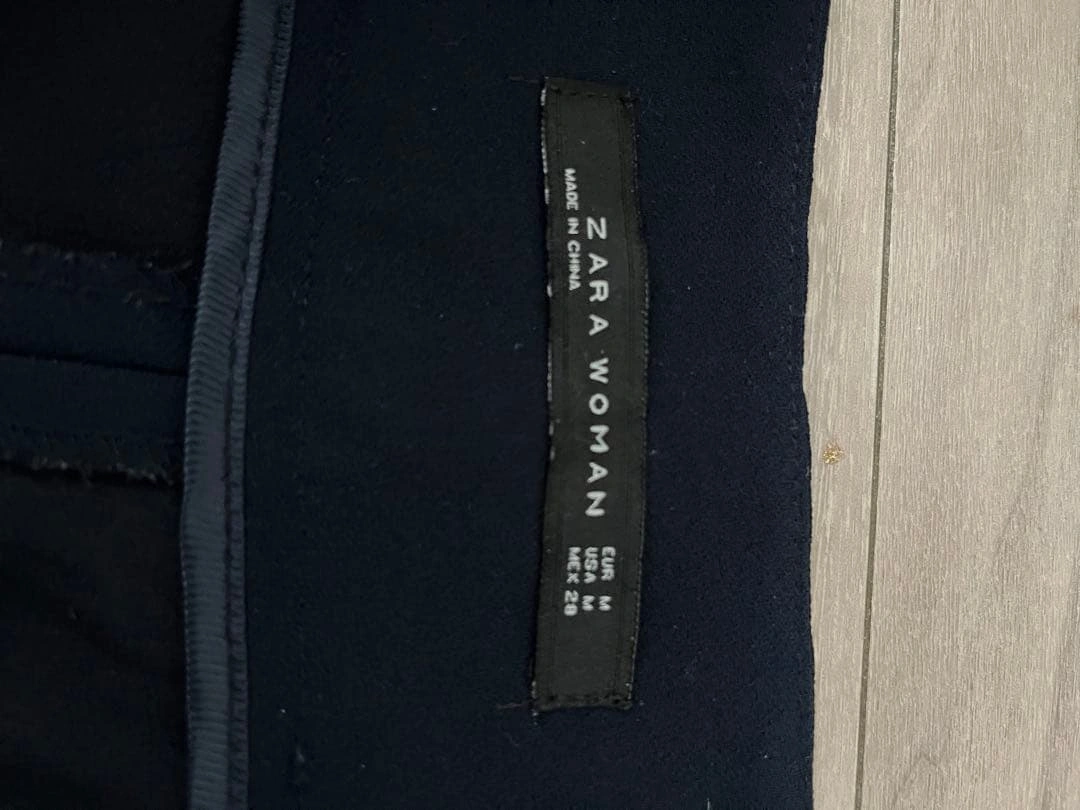 ZARA WOMAN
MADE IN CHINA
EUR M
USA M
MEX 28